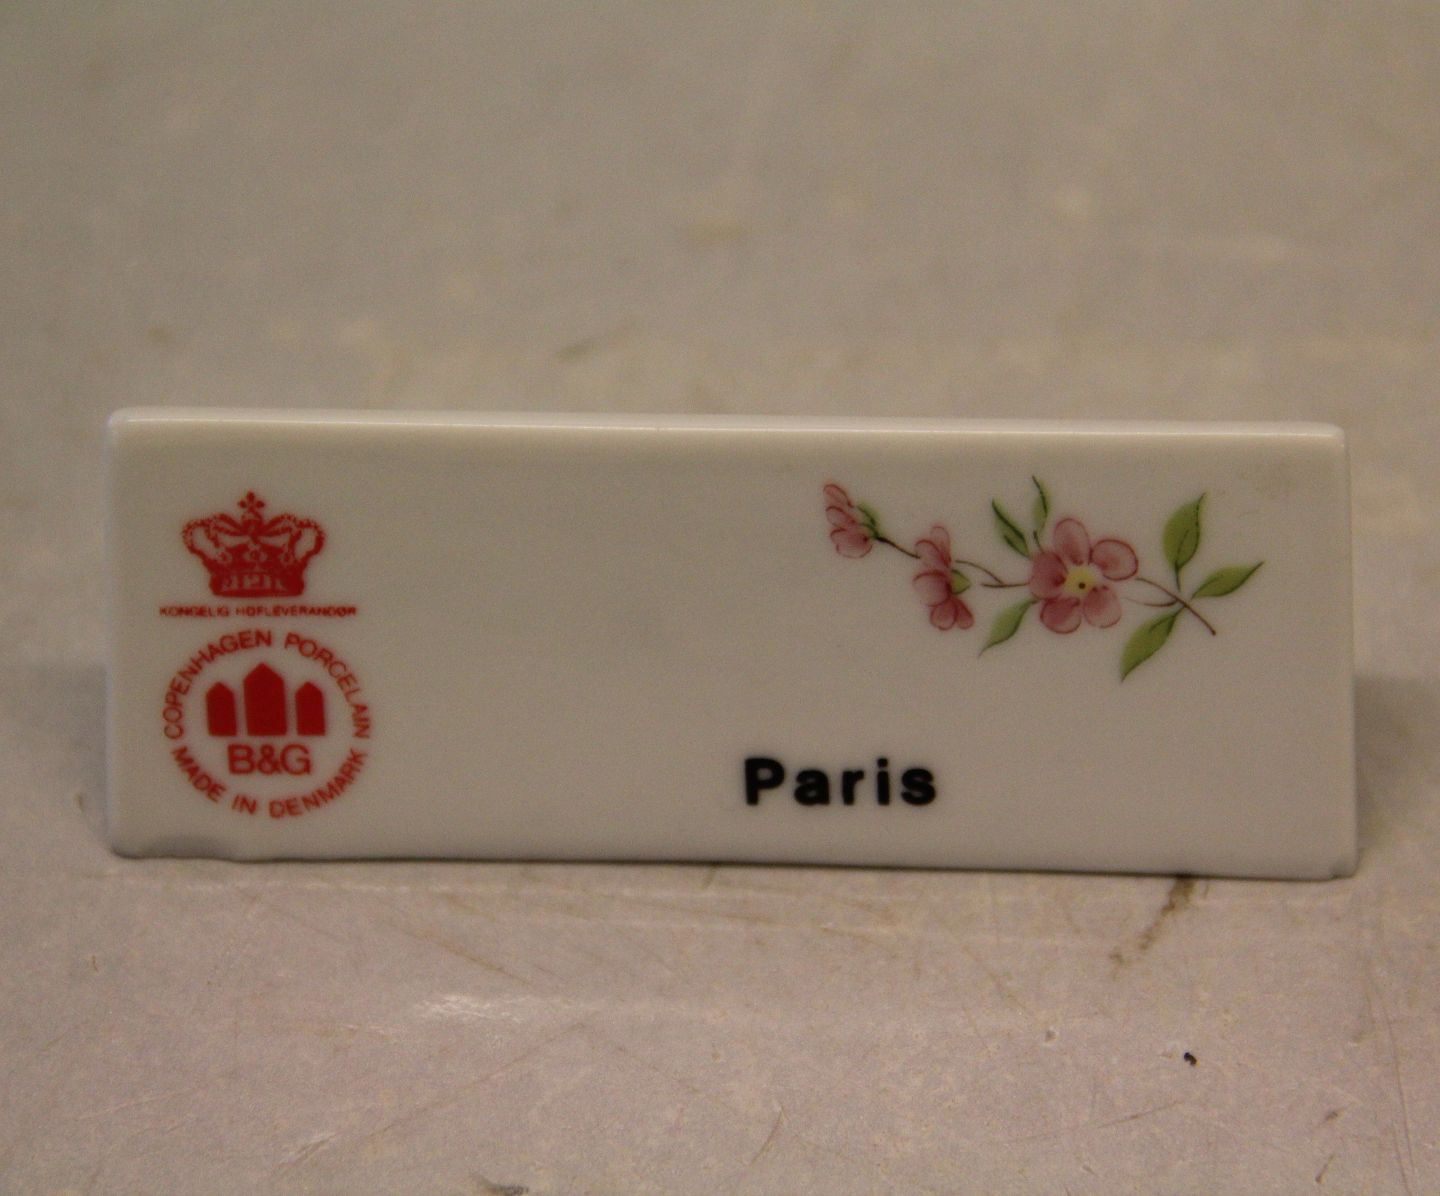 KONGELIG HOFLEVERANDØR
COPENHAGEN PORCELAIN
B&G
MADE IN DENMARK
Paris